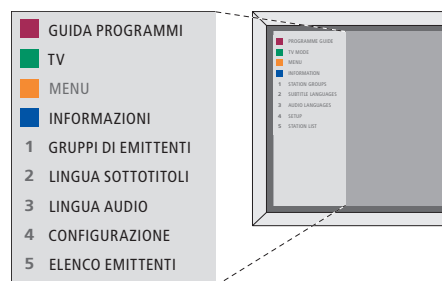 GUIDA PROGRAMMI
TV
MENU
INFORMAZIONI
1 GRUPPI DI EMITTENTI
2 LINGUA SOTTOTITOLI
3 LINGUA AUDIO
4 CONFIGURAZIONE
5 ELENCO EMITTENTI
PROGRAMME GUIDE
TV MODE
MENU
INFORMATION
1 STATION GROUPS
2 SUBTITLE LANGUAGES
3 AUDIO LANGUAGES
4 SETUP
5 STATION LIST